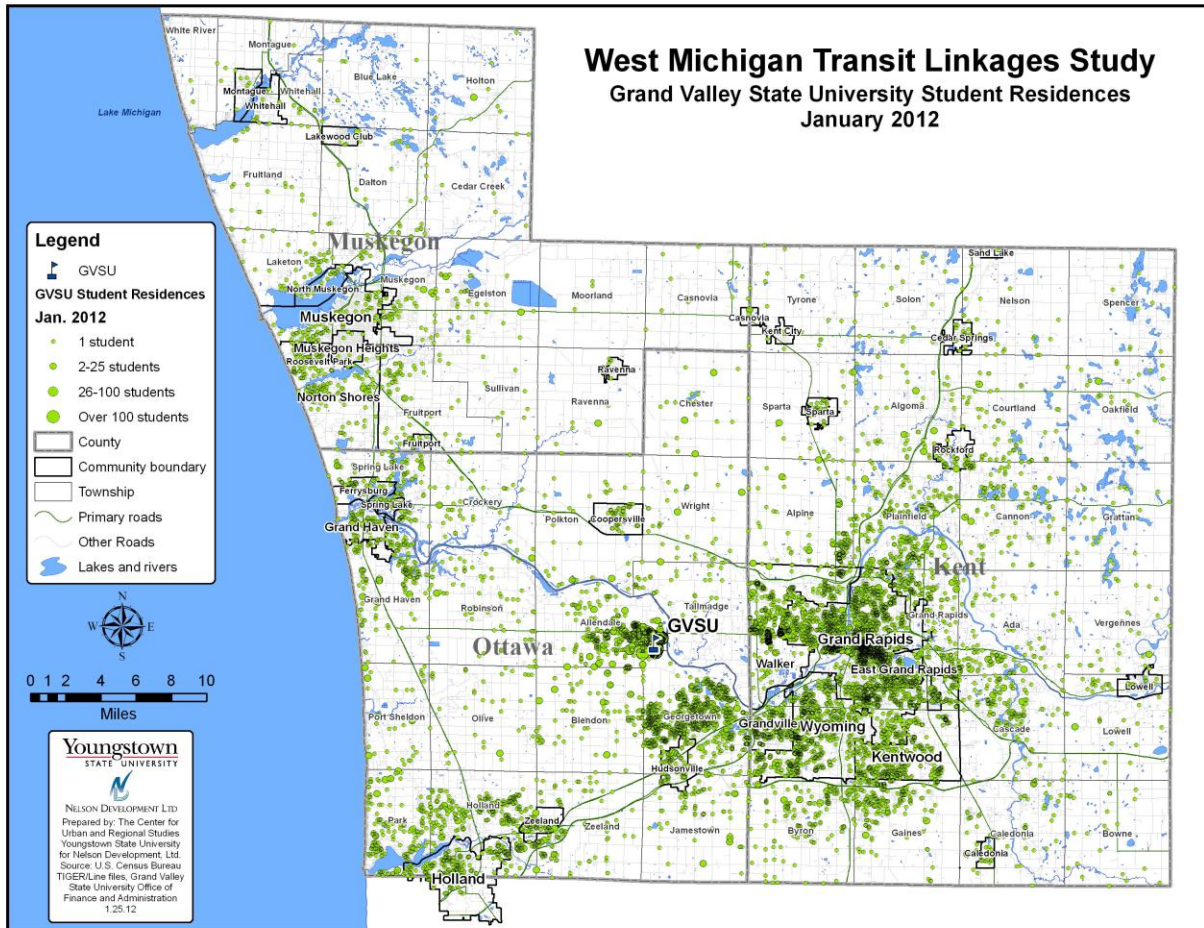 West Michigan Transit Linkages Study
Grand Valley State University Student Residences
January 2012
White River
Montague
Blue Lake
Holton
Montague
Whitehall
Whitehall
Lake Michigan
Lakewood Club
Fruitland
Dalton
Cedar Creek
Muskegon
Laketon
North Muskegon
Muskegon
Egelston
Moorland
Casnovia
Tyrone
Solon
Sand Lake
Nelson
Spencer
Muskegon
Casnovia
Kent City
Cedar Springs
Muskegon Heights
Roosevelt Park
Ravenna
Norton Shores
Sullivan
Ravenna
Chester
Sparta
Sparta
Algoma
Courtland
Oakfield
Fruitport
Fruitport
Rockford
Spring Lake
Ferrysburg
Spring Lake
Crockery
Polkton
Coopersville
Wright
Alpine
Plainfield
Cannon
Grattan
Grand Haven
Kent
Grand Haven
Robinson
Allendale
Tallmadge
GVSU
Grand Rapids
Ada
Vergennes
Ottawa
Grand Rapids
Walker
East Grand Rapids
Lowell
Port Sheldon
Olive
Blendon
Georgetown
Grandville
Wyoming
Cascade
Lowell
Kentwood
Hudsonville
Holland
Park
Zeeland
Zeeland
Jamestown
Byron
Gaines
Caledonia
Bowne
Caledonia
Holland
Legend
GVSU
GVSU Student Residences
Jan. 2012
1 student
2-25 students
26-100 students
Over 100 students
County
Community boundary
Township
Primary roads
Other Roads
Lakes and rivers
N
W E
S
0 1 2 4 6 8 10
Miles
Youngstown
STATE UNIVERSITY
NELSON DEVELOPMENT LTD
Prepared by: The Center for
Urban and Regional Studies
Youngstown State University
for Nelson Development, Ltd.
Source: U.S. Census Bureau
TIGER/Line files, Grand Valley
State University Office of
Finance and Administration
1.25.12